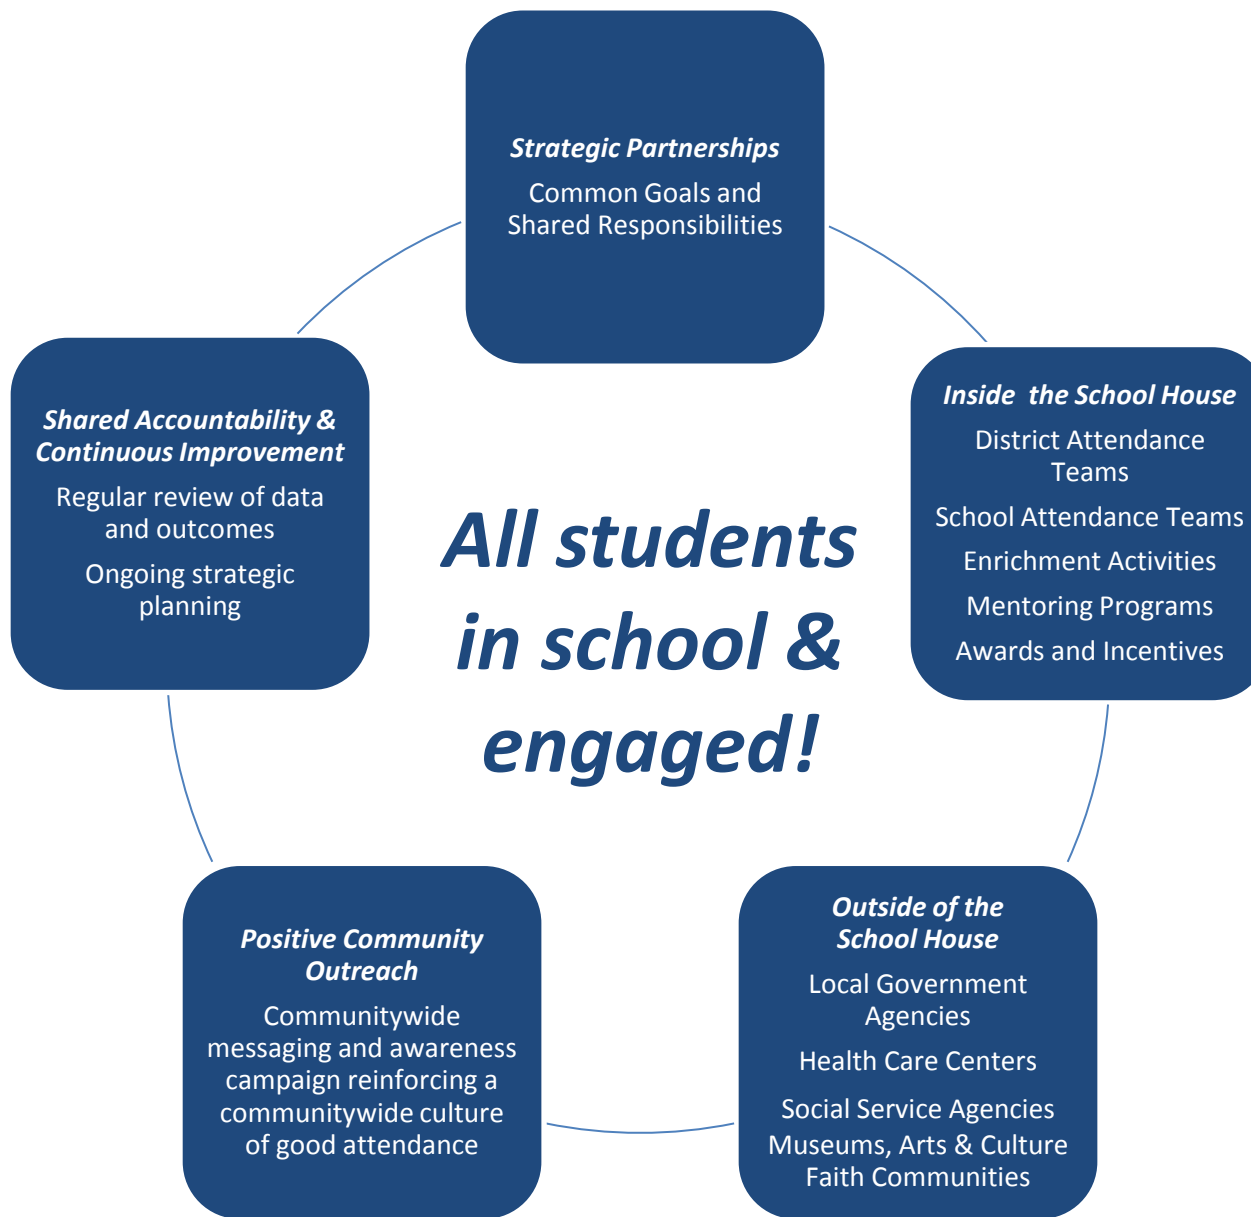 Strategic Partnerships
Common Goals and
Shared Responsibilities
Inside the School House
District Attendance
Teams
School Attendance Teams
Enrichment Activities
Mentoring Programs
Awards and Incentives
Outside of the
School House
Local Government
Agencies
Health Care Centers
Social Service Agencies
Museums, Arts & Culture
Faith Communities
Positive Community
Outreach
Communitywide
messaging and awareness
campaign reinforcing a
communitywide culture
of good attendance
Shared Accountability &
Continuous Improvement
Regular review of data
and outcomes
Ongoing strategic
planning
All students
in school &
engaged!